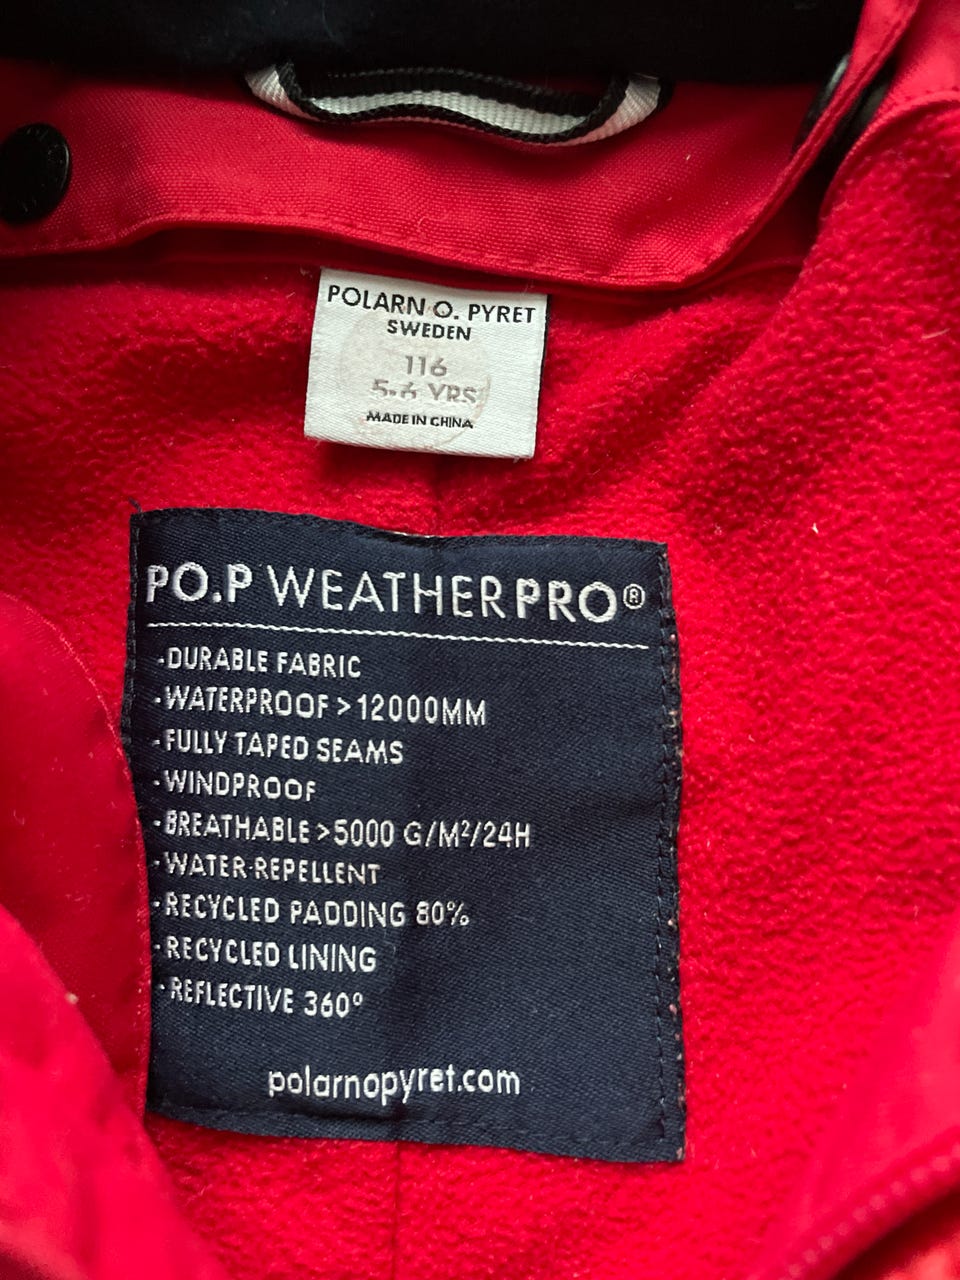 POLARN O. PYRET
SWEDEN
116
5-6 YRS
MADE IN CHINA
PO.P WEATHERPRO®
-DURABLE FABRIC
-WATERPROOF >12000MM
-FULLY TAPED SEAMS
-WINDPROOF
-BREATHABLE >5000 G/M²/24H
-WATER-REPELLENT
-RECYCLED PADDING 80%
-RECYCLED LINING
-REFLECTIVE 360°
polarnopyret.com